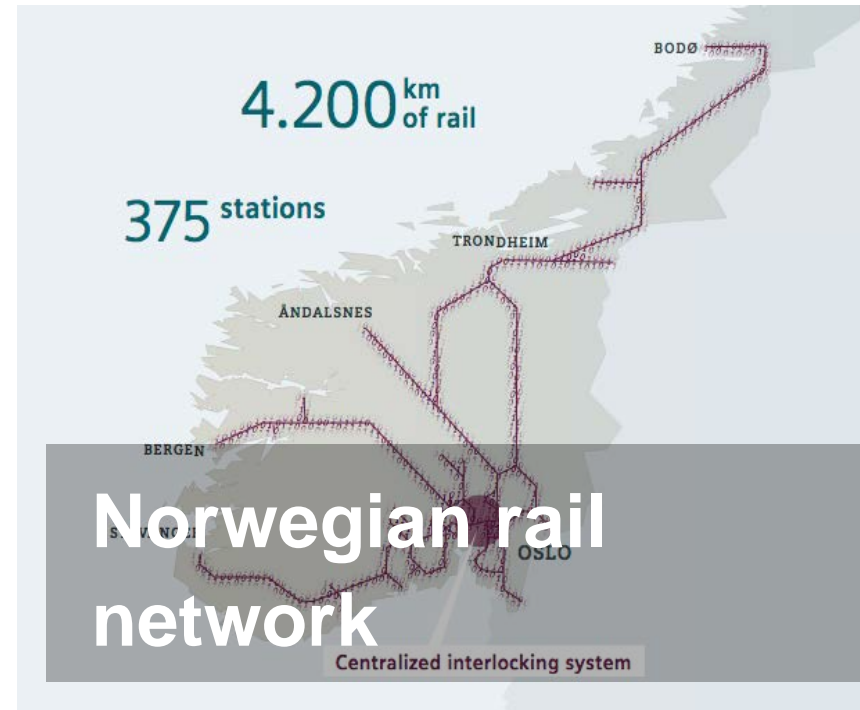 BODØ
4.200 km of rail
375 stations
TRONDHEIM
ÅNDALSNES
BERGEN
Norwegian rail
OSLO
network
Centralized interlocking system